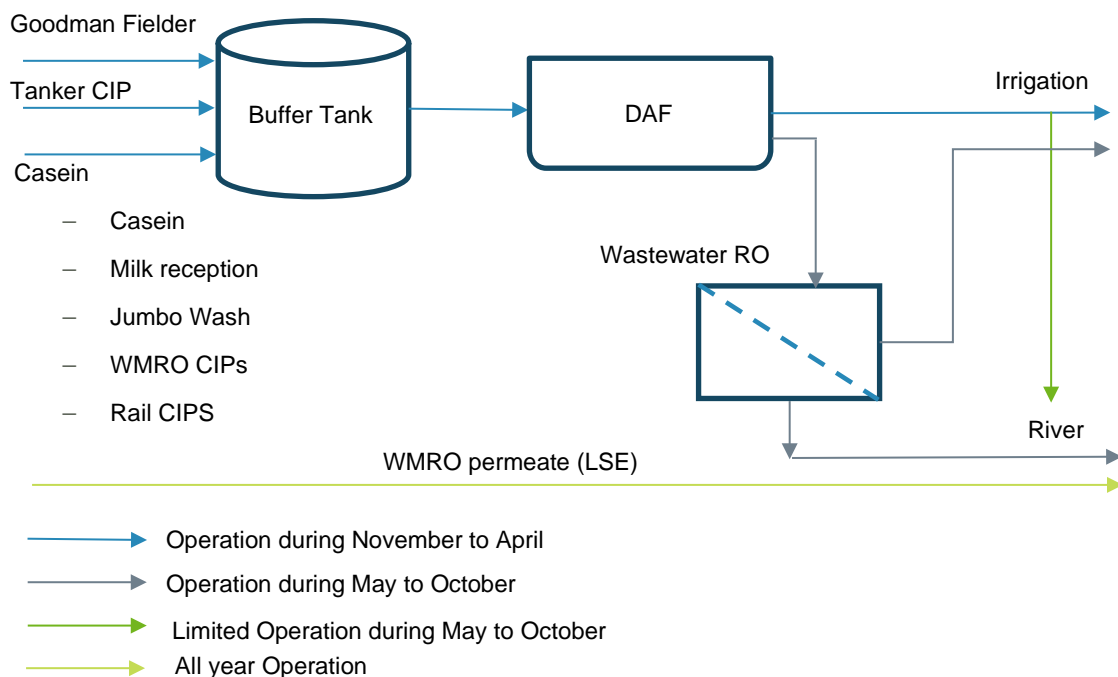 Goodman Fielder
Tanker CIP
Casein
– Casein
– Milk reception
– Jumbo Wash
– WMRO CIPs
– Rail CIPS
Buffer Tank
DAF
Irrigation
Wastewater RO
River
WMRO permeate (LSE)
Operation during November to April
Operation during May to October
Limited Operation during May to October
All year Operation